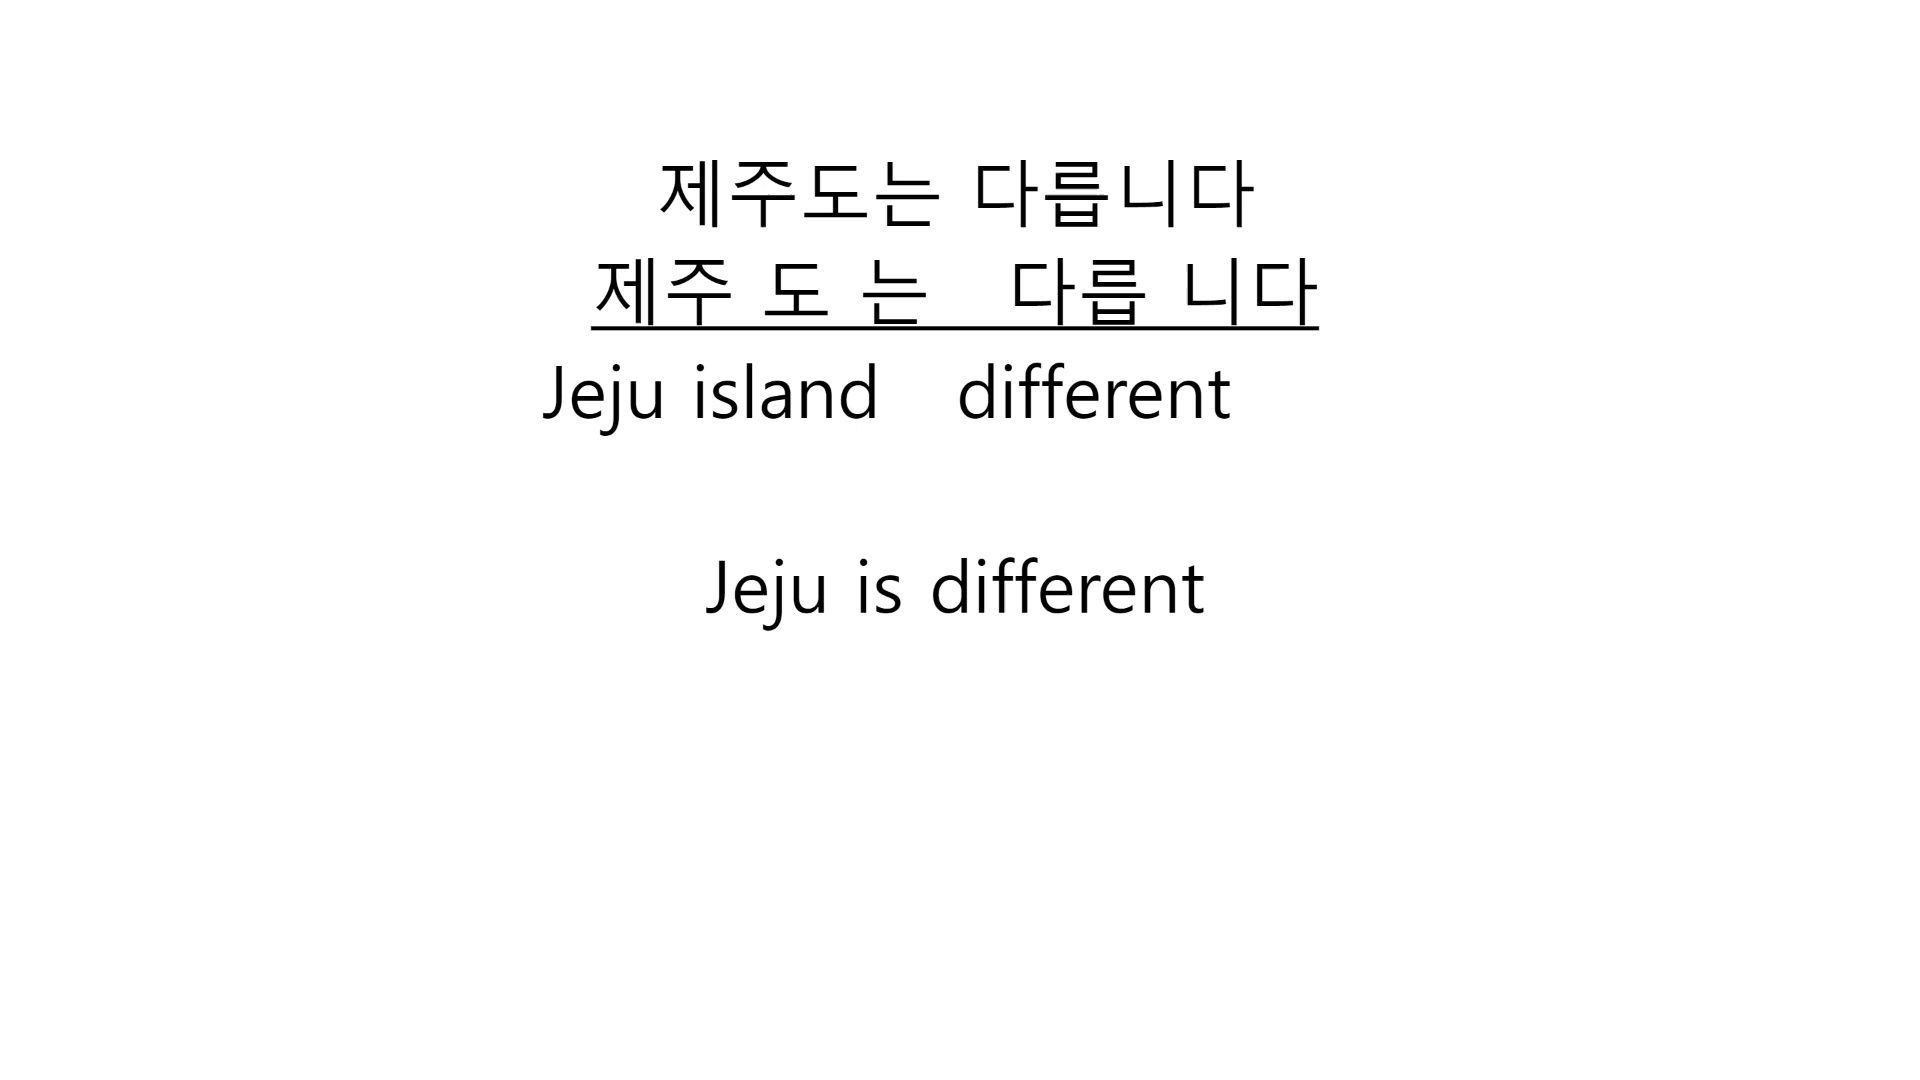 제주도는 다릅니다
제주 도 는 다릅 니다
Jeju island different
Jeju is different